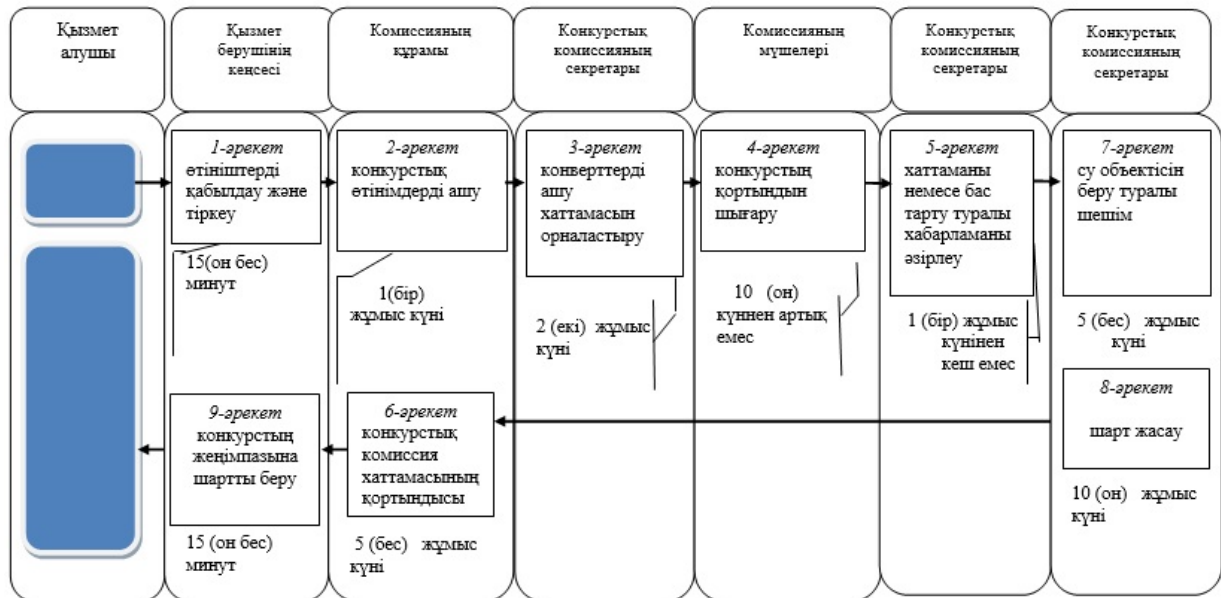 Қызмет
алушы
Қызмет
берушінің
кеңсесі
Комиссияның
құрамы
Конкурстық
комиссияның
секретары
Комиссияның
мүшелері
Конкурстық
комиссияның
секретары
Конкурстық
комиссияның
секретары
1-әрекет
өтініштерді
қабылдау және
тіркеу
15(он бес)
минут
2-әрекет
конкурстық
өтінімдерді ашу
1(бір)
жұмыс күні
3-әрекет
конверттерді
ашу
хаттамасын
орналастыру
2 (екі) жұмыс
күні
4-әрекет
конкурстың
қортындын
шығару
10 (он)
күннен артық
емес
5-әрекет
хаттаманы
немесе бас
тарту туралы
хабарламаны
әзірлеу
1 (бір) жұмыс
күнінен
кеш емес
7-әрекет
су объектісін
беру туралы
шешім
5 (бес) жұмыс
күні
9-әрекет
конкурстың
жеңімпазына
шартты беру
15 (он бес)
минут
6-әрекет
конкурстық
комиссия
хаттамасының
қортындысы
5 (бес) жұмыс
күні
8-әрекет
шарт жасау
10 (он) жұмыс
күні